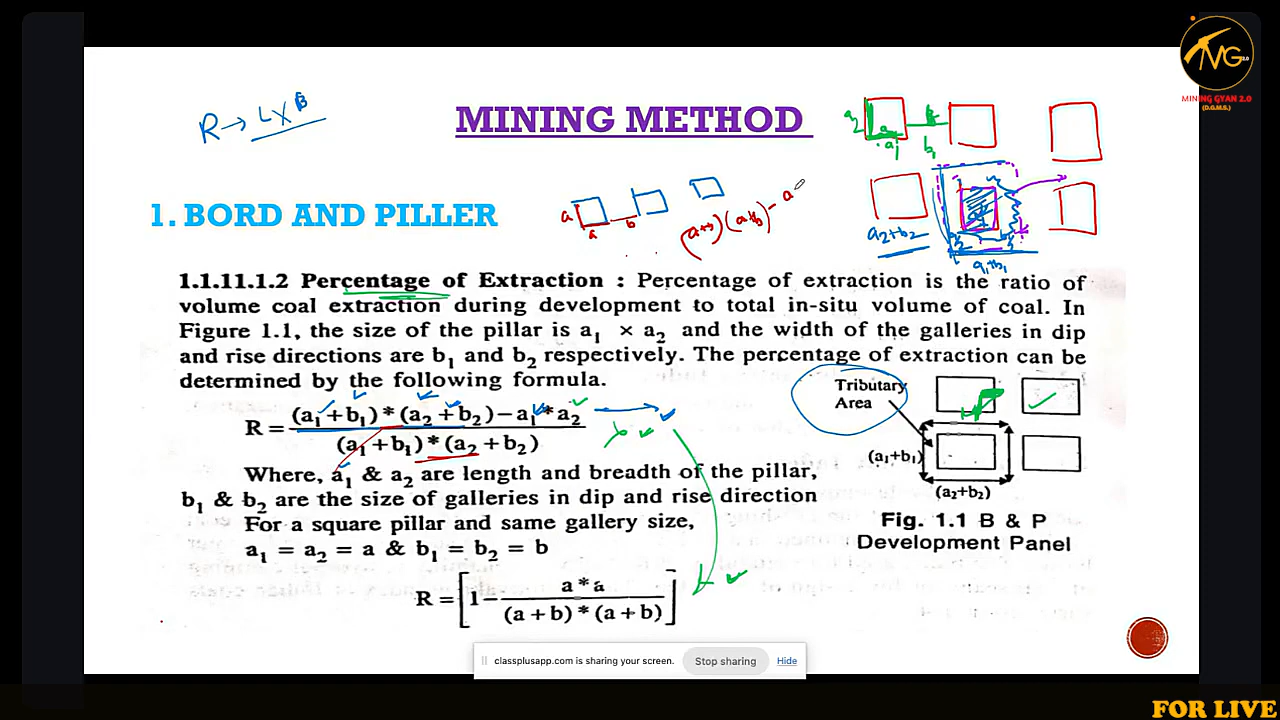 TMG 2.0
MINING GYAN 2.0
(D.G.M.S.)
R → L X B
MINING METHOD
a2
a1
b1
1. BORD AND PILLER
a
a
b
(a+b) (a+b) - a
a2+b2
a1+b1
1.1.11.1.2 Percentage of Extraction : Percentage of extraction is the ratio of
volume coal extraction during development to total in-situ volume of coal. In
Figure 1.1, the size of the pillar is a₁ × a₂ and the width of the galleries in dip
and rise directions are b₁ and b₂ respectively. The percentage of extraction can be
determined by the following formula.
R = (a₁+b₁)*(a₂+b₂)−a₁*a₂
(a₁+b₁)*(a₂+b₂)
Where, a₁ & a₂ are length and breadth of the pillar,
b₁ & b₂ are the size of galleries in dip and rise direction
For a square pillar and same gallery size,
a₁ = a₂ = a & b₁ = b₂ = b
R = [1− a*a
(a+b)*(a+b)]
Tributary
Area
(a₁+b₁)
(a₂+b₂)
Fig. 1.1 B & P
Development Panel
classplusapp.com is sharing your screen.
Stop sharing
Hide
FOR LIVE